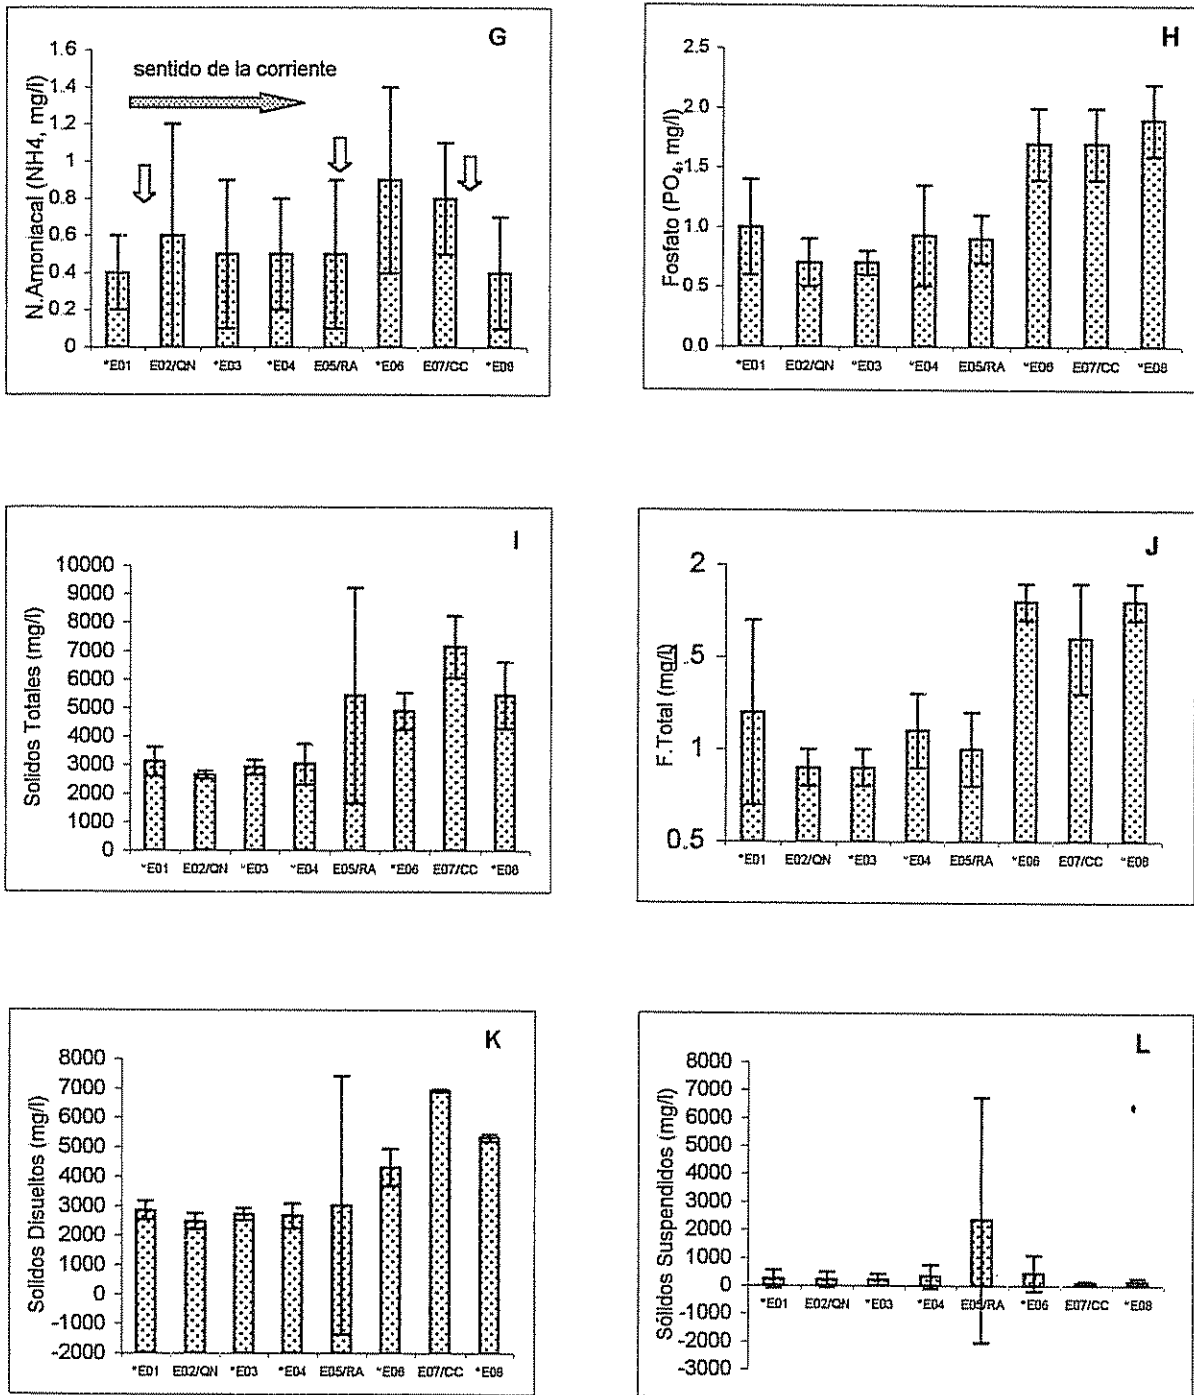 G
N.Amoniacal (NH4, mg/l)
1.6
1.4
1.2
1
0.8
0.6
0.4
0.2
0
sentido de la corriente
*E01 E02/QN *E03 *E04 E05/RA *E06 E07/CC *E08
H
Fosfato (PO4, mg/l)
2.5
2.0
1.5
1.0
0.5
0.0
*E01 E02/QN *E03 *E04 E05/RA *E06 E07/CC *E08
I
Solidos Totales (mg/l)
10000
9000
8000
7000
6000
5000
4000
3000
2000
1000
0
*E01 E02/QN *E03 *E04 E05/RA *E06 E07/CC *E08
J
F.Total (mg/L)
2
.5
1
0.5
*E01 E02/QN *E03 *E04 E05/RA *E06 E07/CC *E08
K
Solidos Disueltos (mg/l)
8000
7000
6000
5000
4000
3000
2000
1000
0
-1000
-2000
*E01 E02/QN *E03 *E04 E05/RA *E06 E07/CC *E08
L
Sólidos Suspendidos (mg/l)
8000
7000
6000
5000
4000
3000
2000
1000
0
-1000
-2000
-3000
*E01 E02/QN *E03 *E04 E05/RA *E06 E07/CC *E08